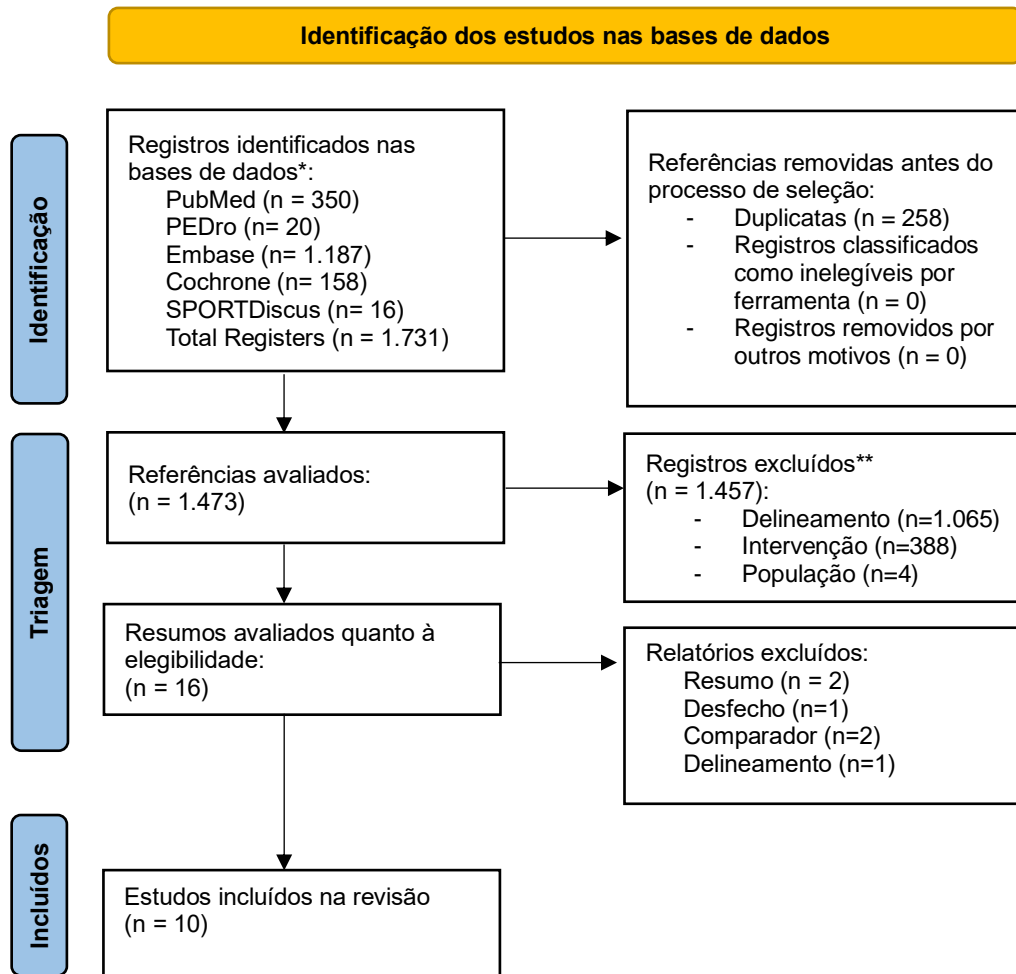 Identificação dos estudos nas bases de dados
Identificação
Registros identificados nas
bases de dados*:
PubMed (n = 350)
PEDro (n= 20)
Embase (n= 1.187)
Cochrone (n= 158)
SPORTDiscus (n= 16)
Total Registers (n = 1.731)
Referências removidas antes do
processo de seleção:
- Duplicatas (n = 258)
- Registros classificados
como inelegíveis por
ferramenta (n = 0)
- Registros removidos por
outros motivos (n = 0)
Triagem
Referências avaliados:
(n = 1.473)
Registros excluídos**
(n = 1.457):
- Delineamento (n=1.065)
- Intervenção (n=388)
- População (n=4)
Resumos avaliados quanto à
elegibilidade:
(n = 16)
Relatórios excluídos:
Resumo (n = 2)
Desfecho (n=1)
Comparador (n=2)
Delineamento (n=1)
Incluídos
Estudos incluídos na revisão
(n = 10)